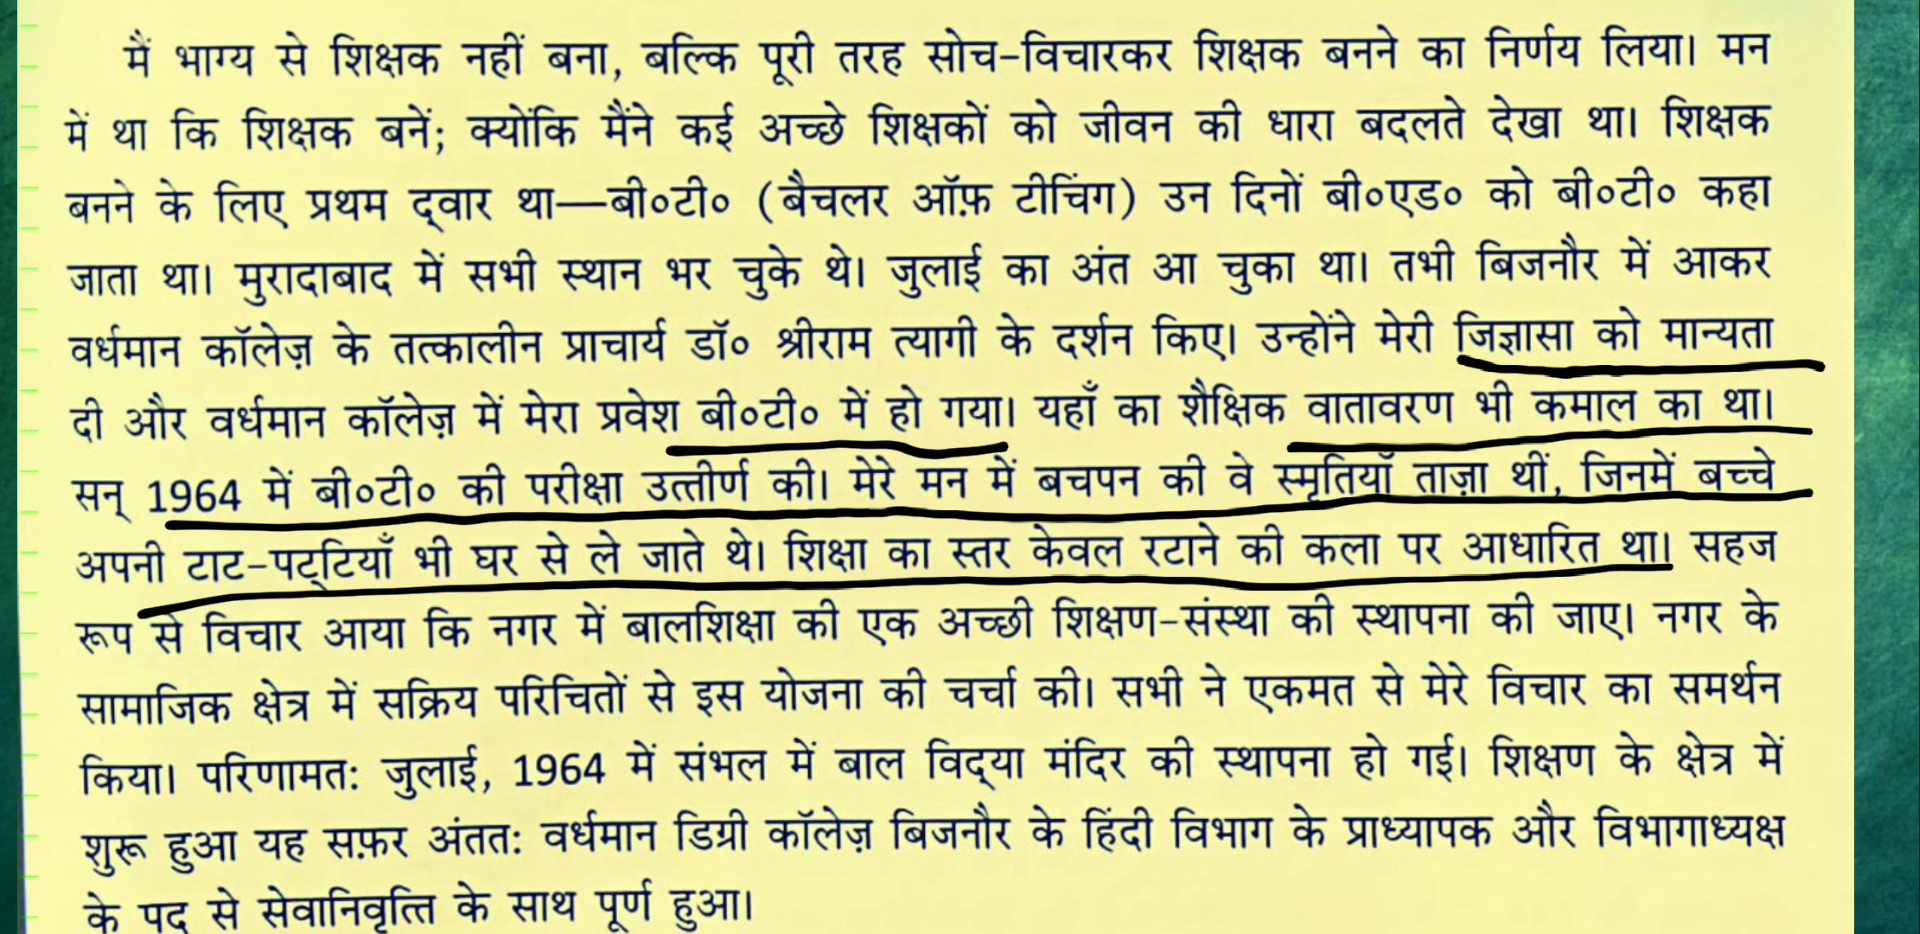 मैं भाग्य से शिक्षक नहीं बना, बल्कि पूरी तरह सोच-विचारकर शिक्षक बनने का निर्णय लिया। मन
में था कि शिक्षक बनें; क्योंकि मैंने कई अच्छे शिक्षकों को जीवन की धारा बदलते देखा था। शिक्षक
बनने के लिए प्रथम द्‌वार था—बी०टी० (बैचलर ऑफ़ टीचिंग) उन दिनों बी०एड० को बी०टी० कहा
जाता था। मुरादाबाद में सभी स्थान भर चुके थे। जुलाई का अंत आ चुका था। तभी बिजनौर में आकर
वर्धमान कॉलेज़ के तत्कालीन प्राचार्य डॉ० श्रीराम त्यागी के दर्शन किए। उन्होंने मेरी जिज्ञासा को मान्यता
दी और वर्धमान कॉलेज़ में मेरा प्रवेश बी०टी० में हो गया। यहाँ का शैक्षिक वातावरण भी कमाल का था।
सन् 1964 में बी०टी० की परीक्षा उत्तीर्ण की। मेरे मन में बचपन की वे स्मृतियाँ ताज़ा थीं, जिनमें बच्चे
अपनी टाट-पट्‌टियाँ भी घर से ले जाते थे। शिक्षा का स्तर केवल रटाने की कला पर आधारित था। सहज
रूप से विचार आया कि नगर में बालशिक्षा की एक अच्छी शिक्षण-संस्था की स्थापना की जाए। नगर के
सामाजिक क्षेत्र में सक्रिय परिचितों से इस योजना की चर्चा की। सभी ने एकमत से मेरे विचार का समर्थन
किया। परिणामत: जुलाई, 1964 में संभल में बाल विद्‌या मंदिर की स्थापना हो गई। शिक्षण के क्षेत्र में
शुरू हुआ यह सफ़र अंतत: वर्धमान डिग्री कॉलेज़ बिजनौर के हिंदी विभाग के प्राध्यापक और विभागाध्यक्ष
के पद से सेवानिवृत्ति के साथ पूर्ण हुआ।